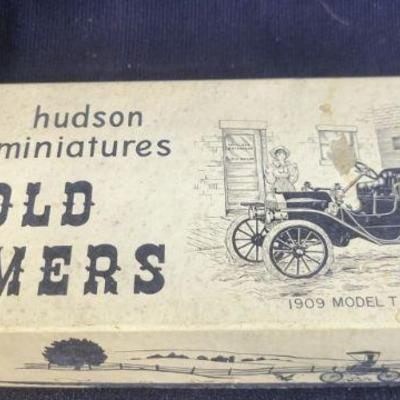 hudson
miniatures
OLD
MERS
1909 MODEL T